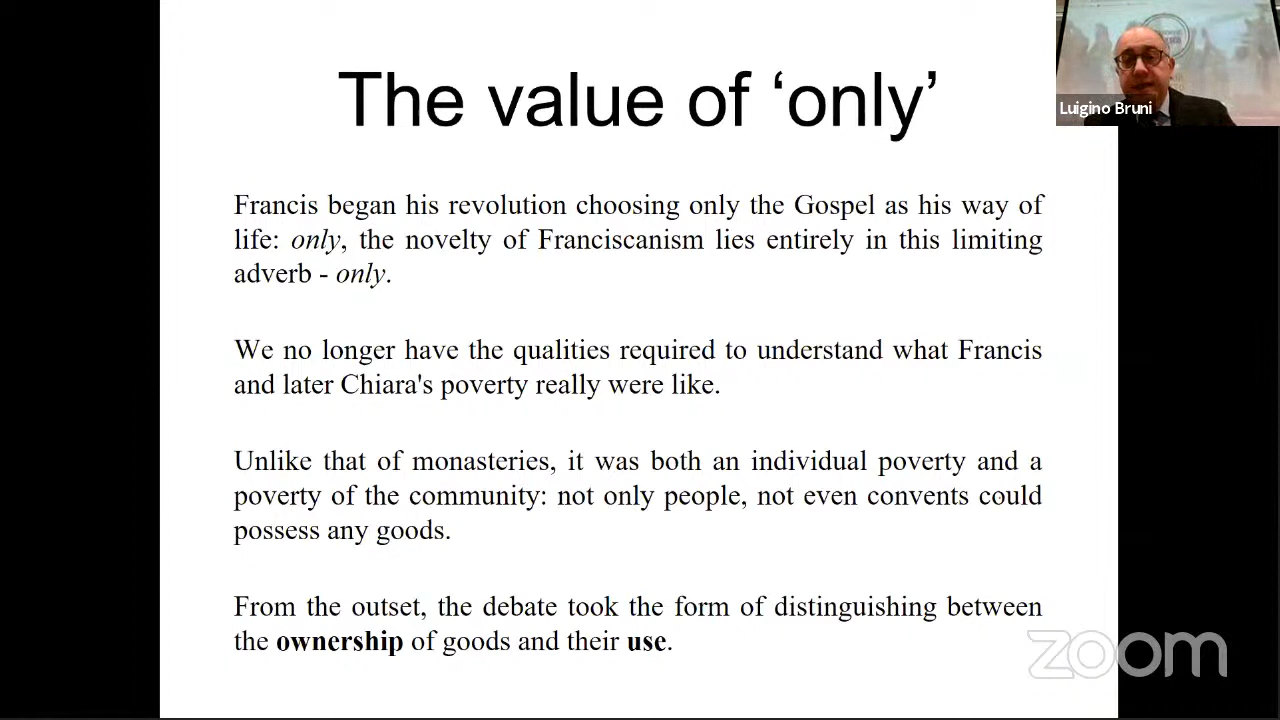 The value of ‘only’
Luigino Bruni
Francis began his revolution choosing only the Gospel as his way of
life: only, the novelty of Franciscanism lies entirely in this limiting
adverb - only.
We no longer have the qualities required to understand what Francis
and later Chiara's poverty really were like.
Unlike that of monasteries, it was both an individual poverty and a
poverty of the community: not only people, not even convents could
possess any goods.
From the outset, the debate took the form of distinguishing between
the ownership of goods and their use.
zoom